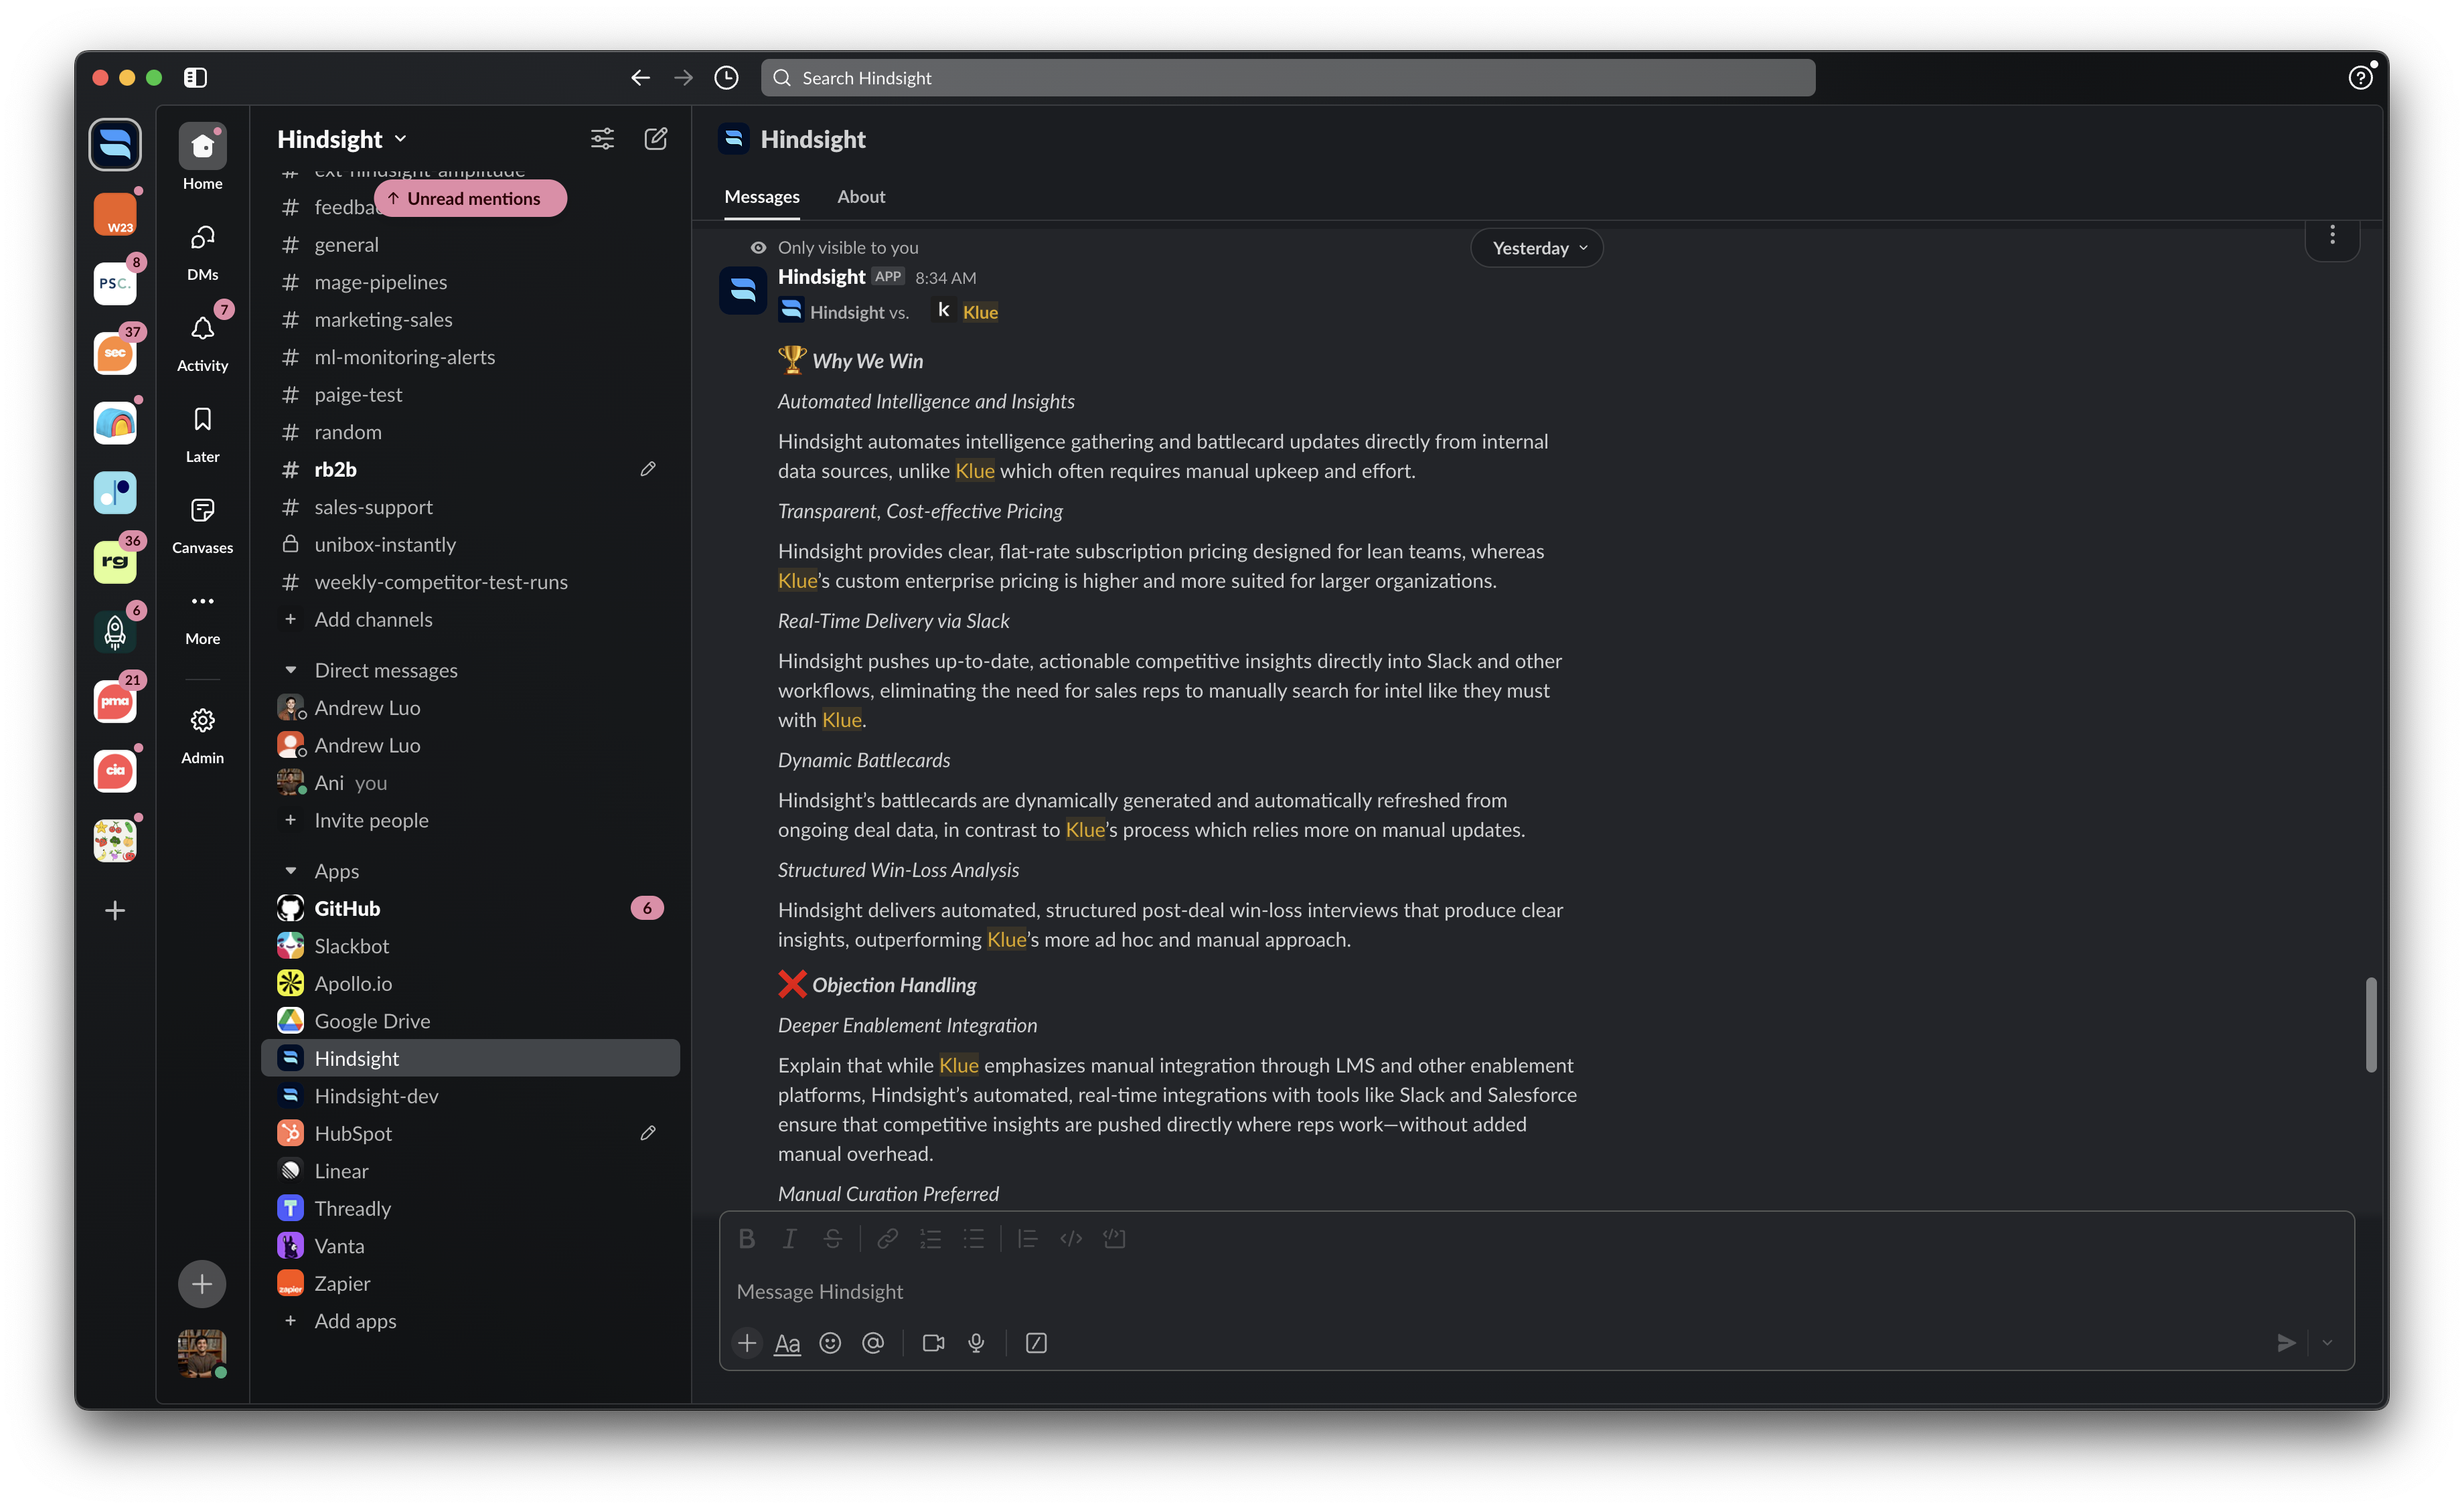 Search Hindsight
W23
8
PSC.
37
sec
36
rg
6
21
pma
cia
Home
DMs
7
Activity
Later
Canvases
More
Admin
Hindsight
ext-hindsight-amplitude
↑ Unread mentions
# general
# mage-pipelines
# marketing-sales
# ml-monitoring-alerts
# paige-test
# random
# rb2b
# sales-support
unibox-instantly
# weekly-competitor-test-runs
+ Add channels
Direct messages
Andrew Luo
Andrew Luo
Ani you
+ Invite people
Apps
GitHub 6
Slackbot
Apollo.io
Google Drive
Hindsight
Hindsight-dev
HubSpot
Linear
T Threadly
Vanta
zapier Zapier
+ Add apps
Hindsight
Messages About
Only visible to you
Yesterday
Hindsight APP 8:34 AM
Hindsight vs. k Klue
Why We Win
Automated Intelligence and Insights
Hindsight automates intelligence gathering and battlecard updates directly from internal
data sources, unlike Klue which often requires manual upkeep and effort.
Transparent, Cost-effective Pricing
Hindsight provides clear, flat-rate subscription pricing designed for lean teams, whereas
Klue’s custom enterprise pricing is higher and more suited for larger organizations.
Real-Time Delivery via Slack
Hindsight pushes up-to-date, actionable competitive insights directly into Slack and other
workflows, eliminating the need for sales reps to manually search for intel like they must
with Klue.
Dynamic Battlecards
Hindsight’s battlecards are dynamically generated and automatically refreshed from
ongoing deal data, in contrast to Klue’s process which relies more on manual updates.
Structured Win-Loss Analysis
Hindsight delivers automated, structured post-deal win-loss interviews that produce clear
insights, outperforming Klue’s more ad hoc and manual approach.
Objection Handling
Deeper Enablement Integration
Explain that while Klue emphasizes manual integration through LMS and other enablement
platforms, Hindsight’s automated, real-time integrations with tools like Slack and Salesforce
ensure that competitive insights are pushed directly where reps work—without added
manual overhead.
Manual Curation Preferred
Message Hindsight
Aa